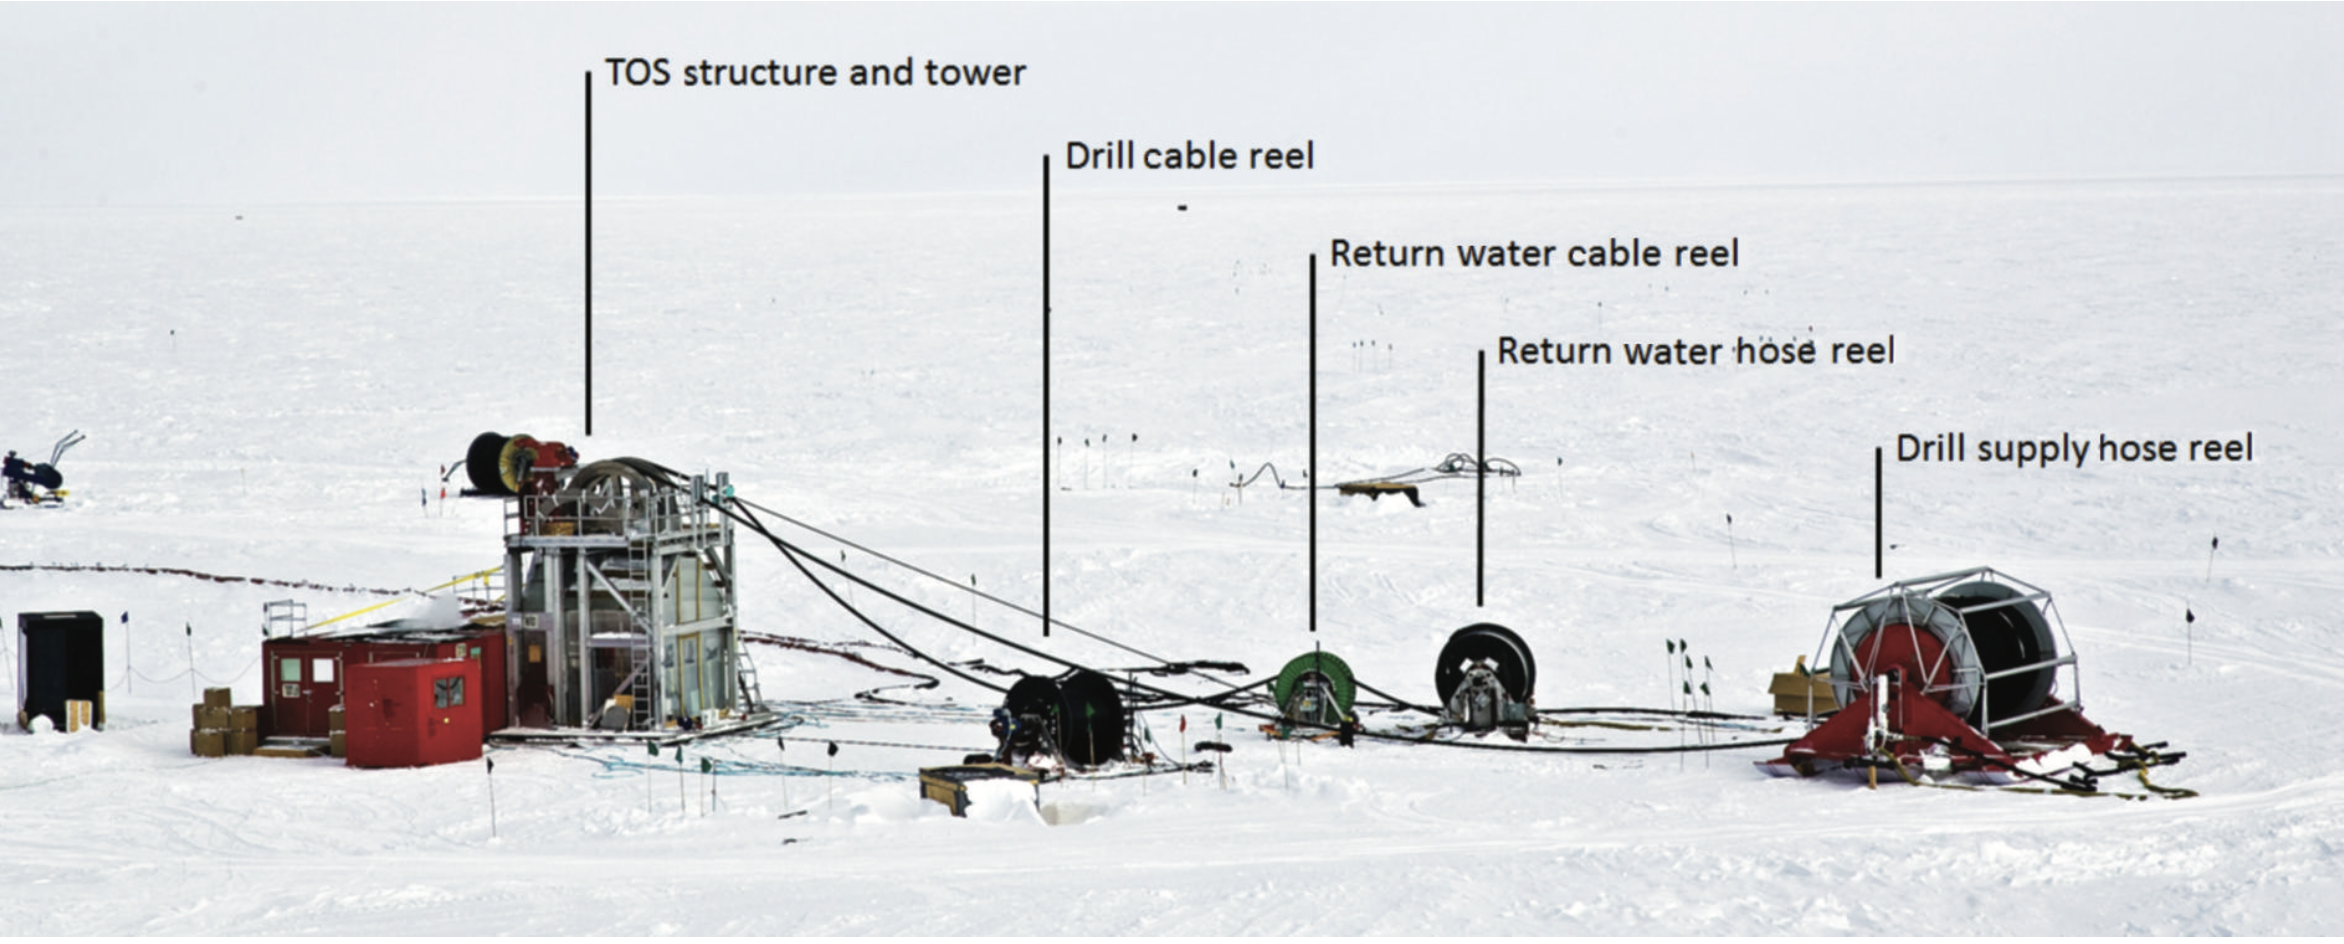 TOS structure and tower
Drill cable reel
Return water cable reel
Return water hose reel
Drill supply hose reel